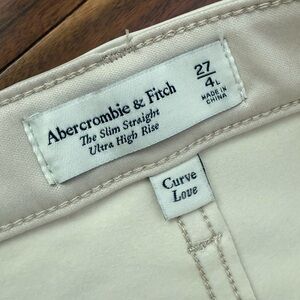 Abercrombie & Fitch
The Slim Straight
Ultra High Rise
27
4L
MADE IN
CHINA
Curve
Love